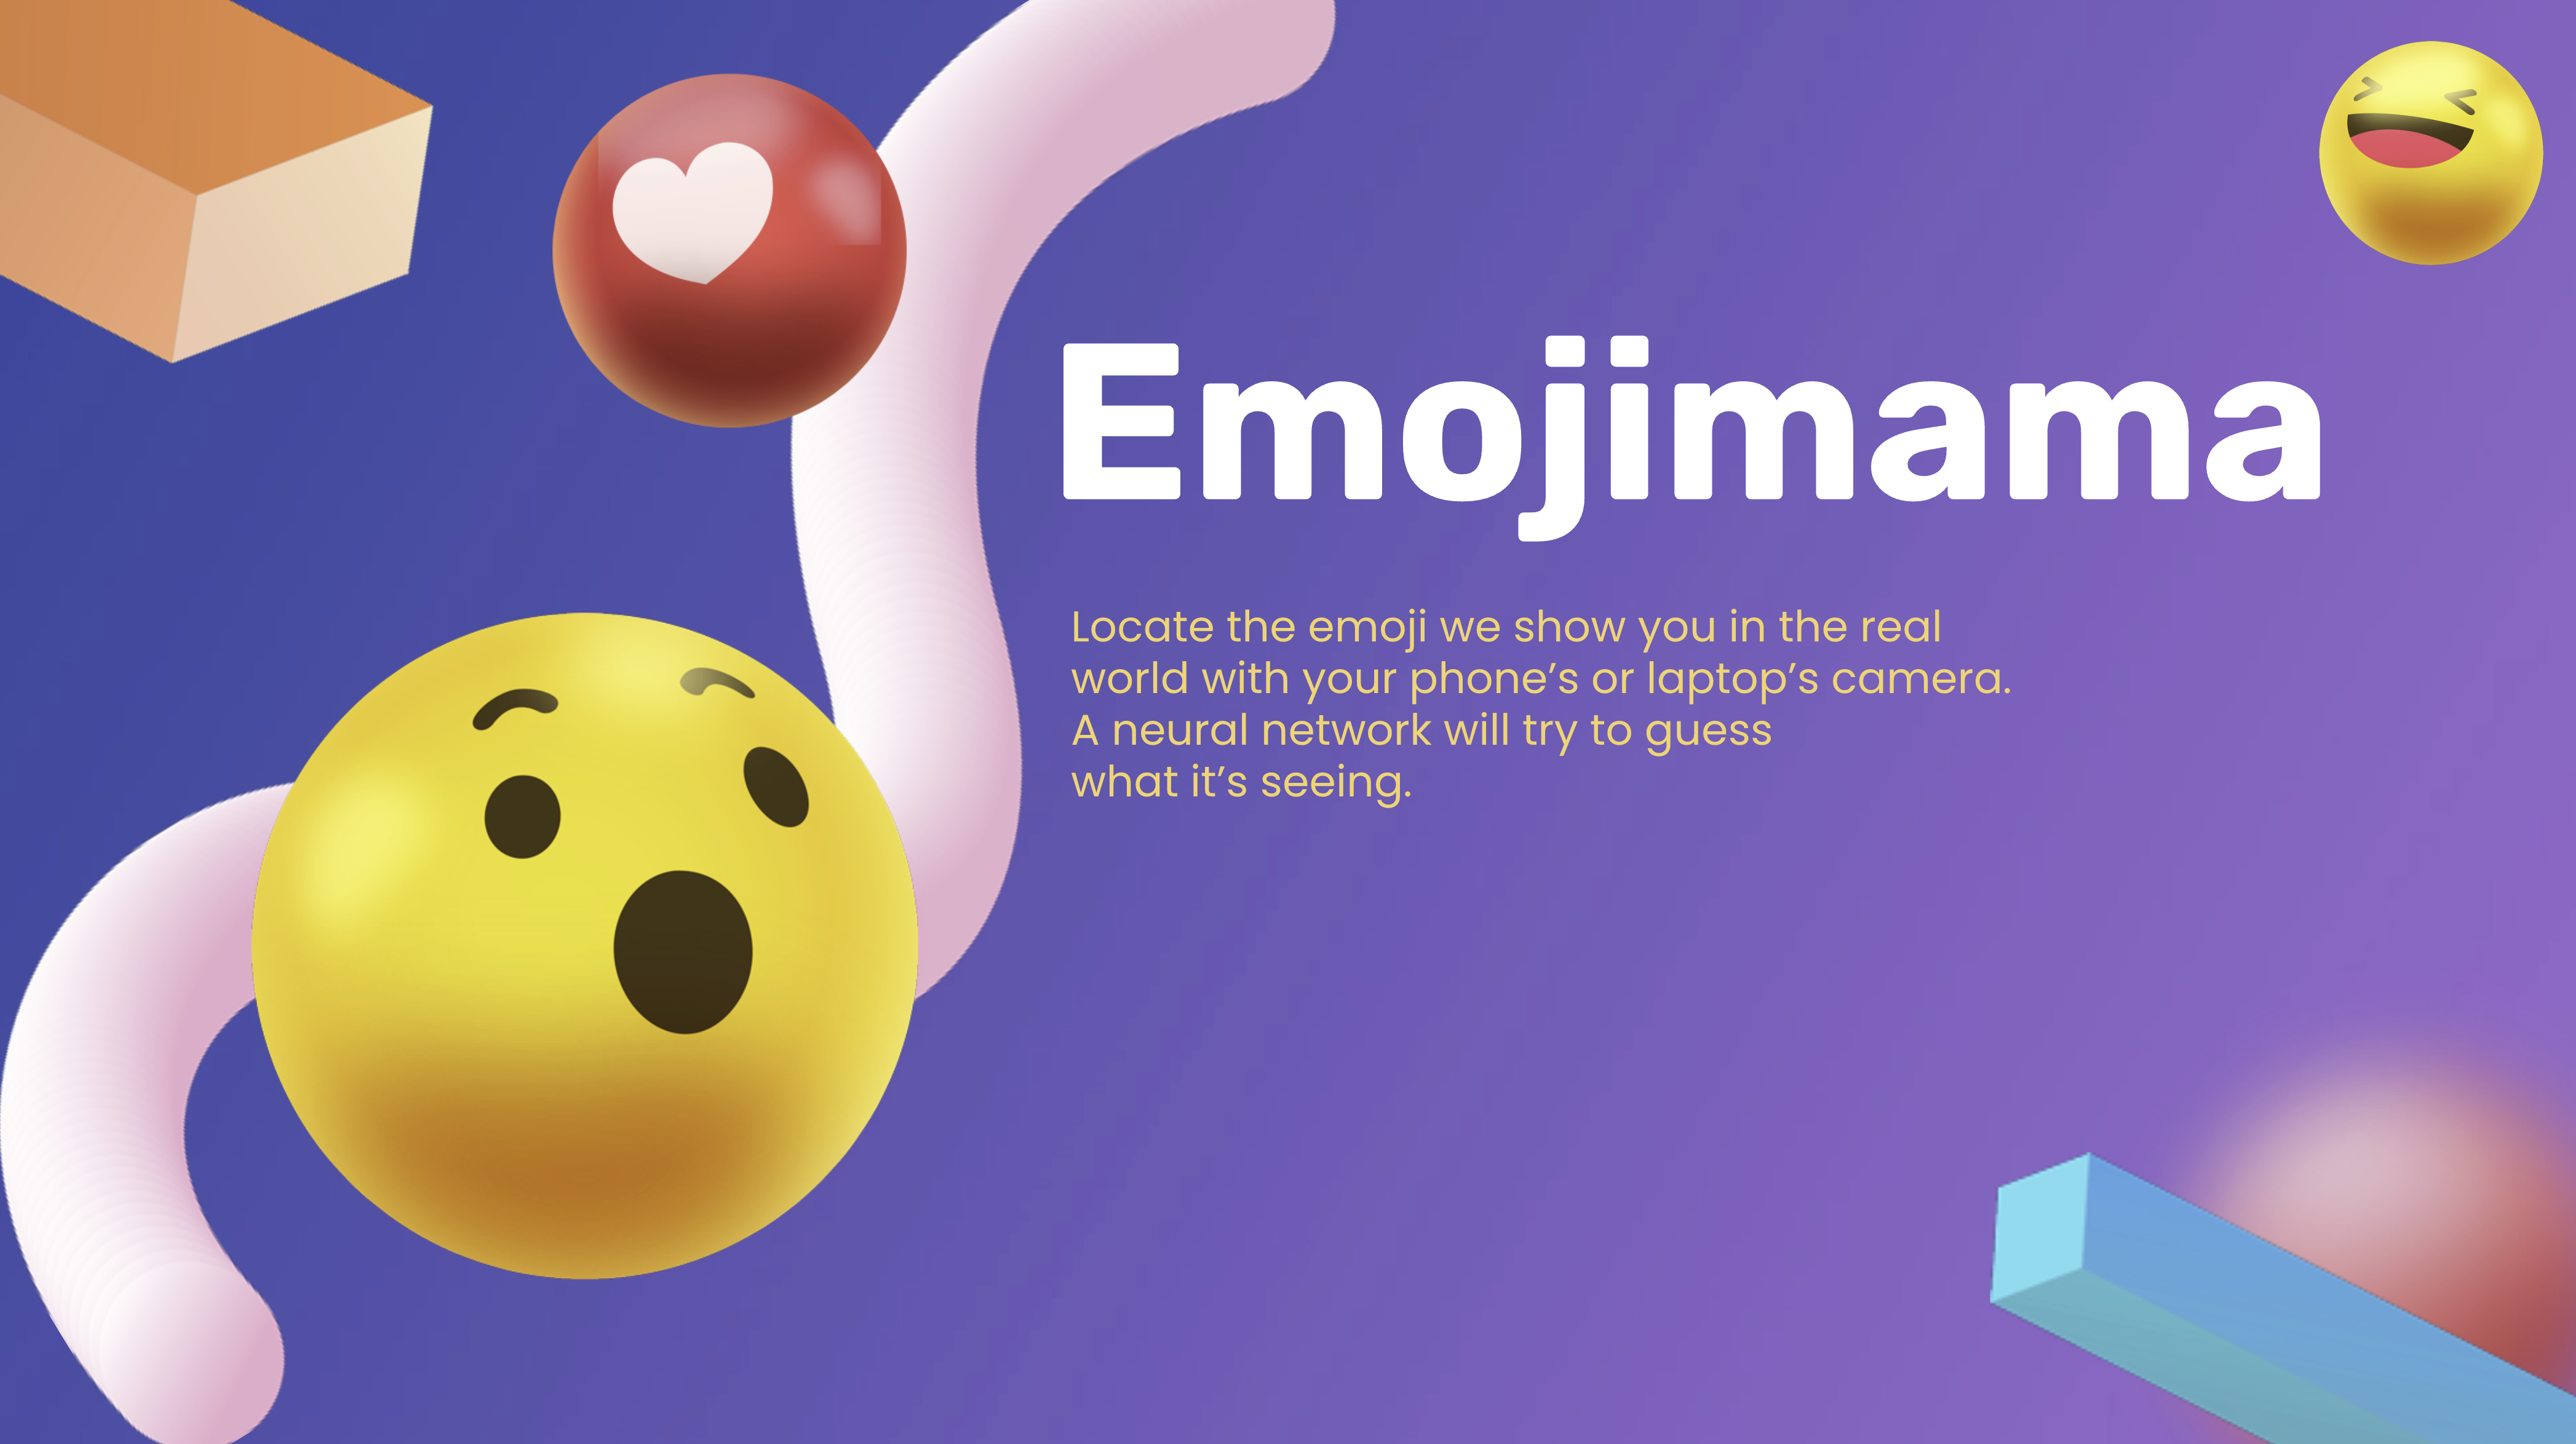 Emojimama
Locate the emoji we show you in the real
world with your phone’s or laptop’s camera.
A neural network will try to guess
what it’s seeing.